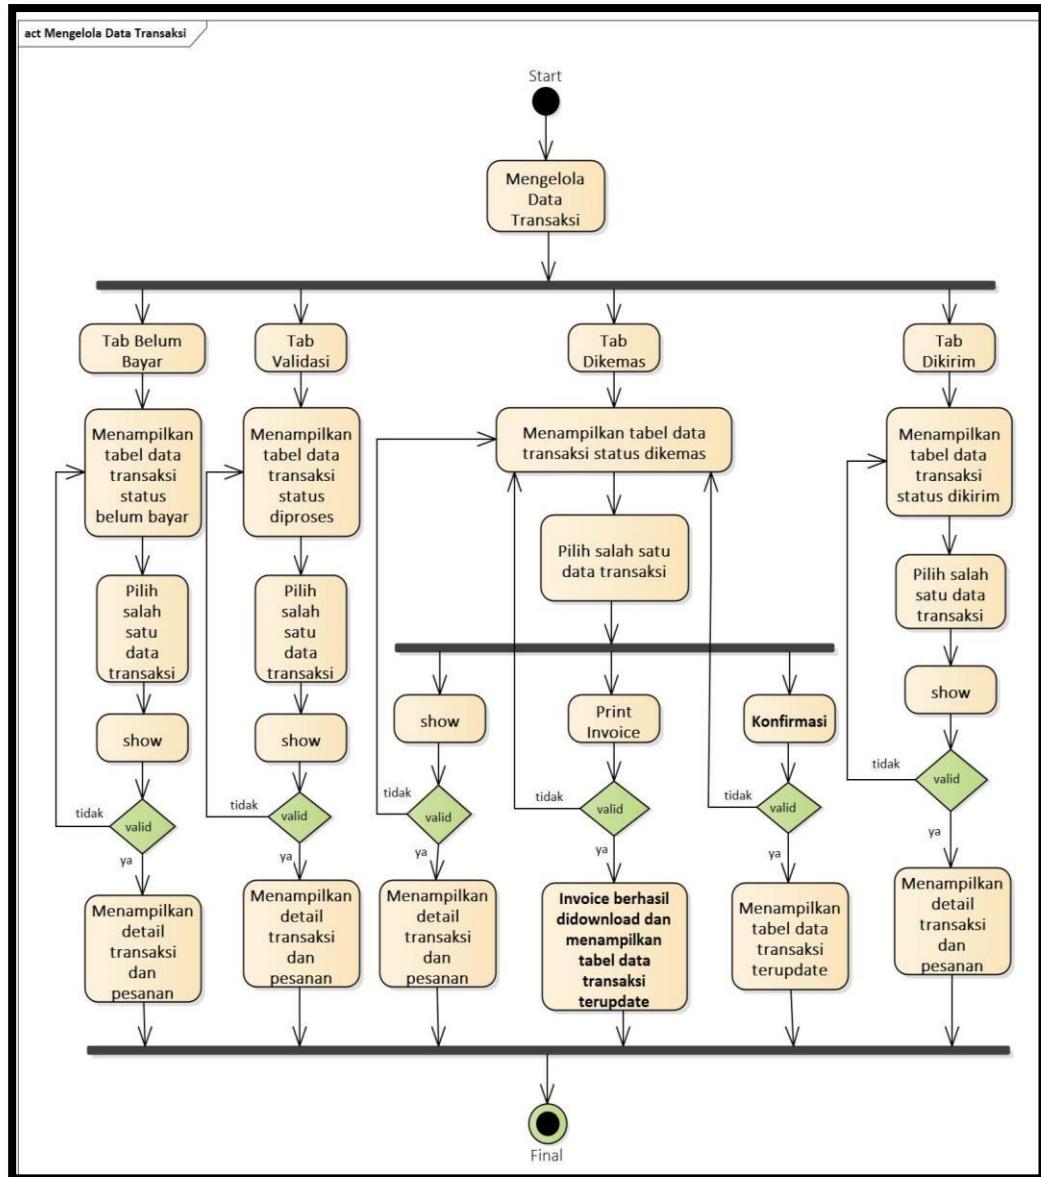 act Mengelola Data Transaksi
Start
Mengelola
Data
Transaksi
Tab Belum
Bayar
Tab
Validasi
Tab
Dikemas
Tab
Dikirim
Menampilkan
tabel data
transaksi
status
belum bayar
Menampilkan
tabel data
transaksi
status
diproses
Menampilkan tabel data
transaksi status dikemas
Menampilkan
tabel data
transaksi
status dikirim
Pilih
salah
satu
data
transaksi
Pilih
salah
satu
data
transaksi
Pilih salah satu
data transaksi
Pilih salah
satu data
transaksi
show
show
show
Print
Invoice
Konfirmasi
show
tidak
valid
ya
tidak
valid
ya
tidak
valid
ya
tidak
valid
ya
tidak
valid
ya
tidak
valid
ya
Menampilkan
detail
transaksi
dan
pesanan
Menampilkan
detail
transaksi
dan
pesanan
Menampilkan
detail
transaksi
dan
pesanan
Invoice berhasil
didownload dan
menampilkan
tabel data
transaksi
terupdate
Menampilkan
tabel data
transaksi
terupdate
Menampilkan
detail
transaksi
dan
pesanan
Final